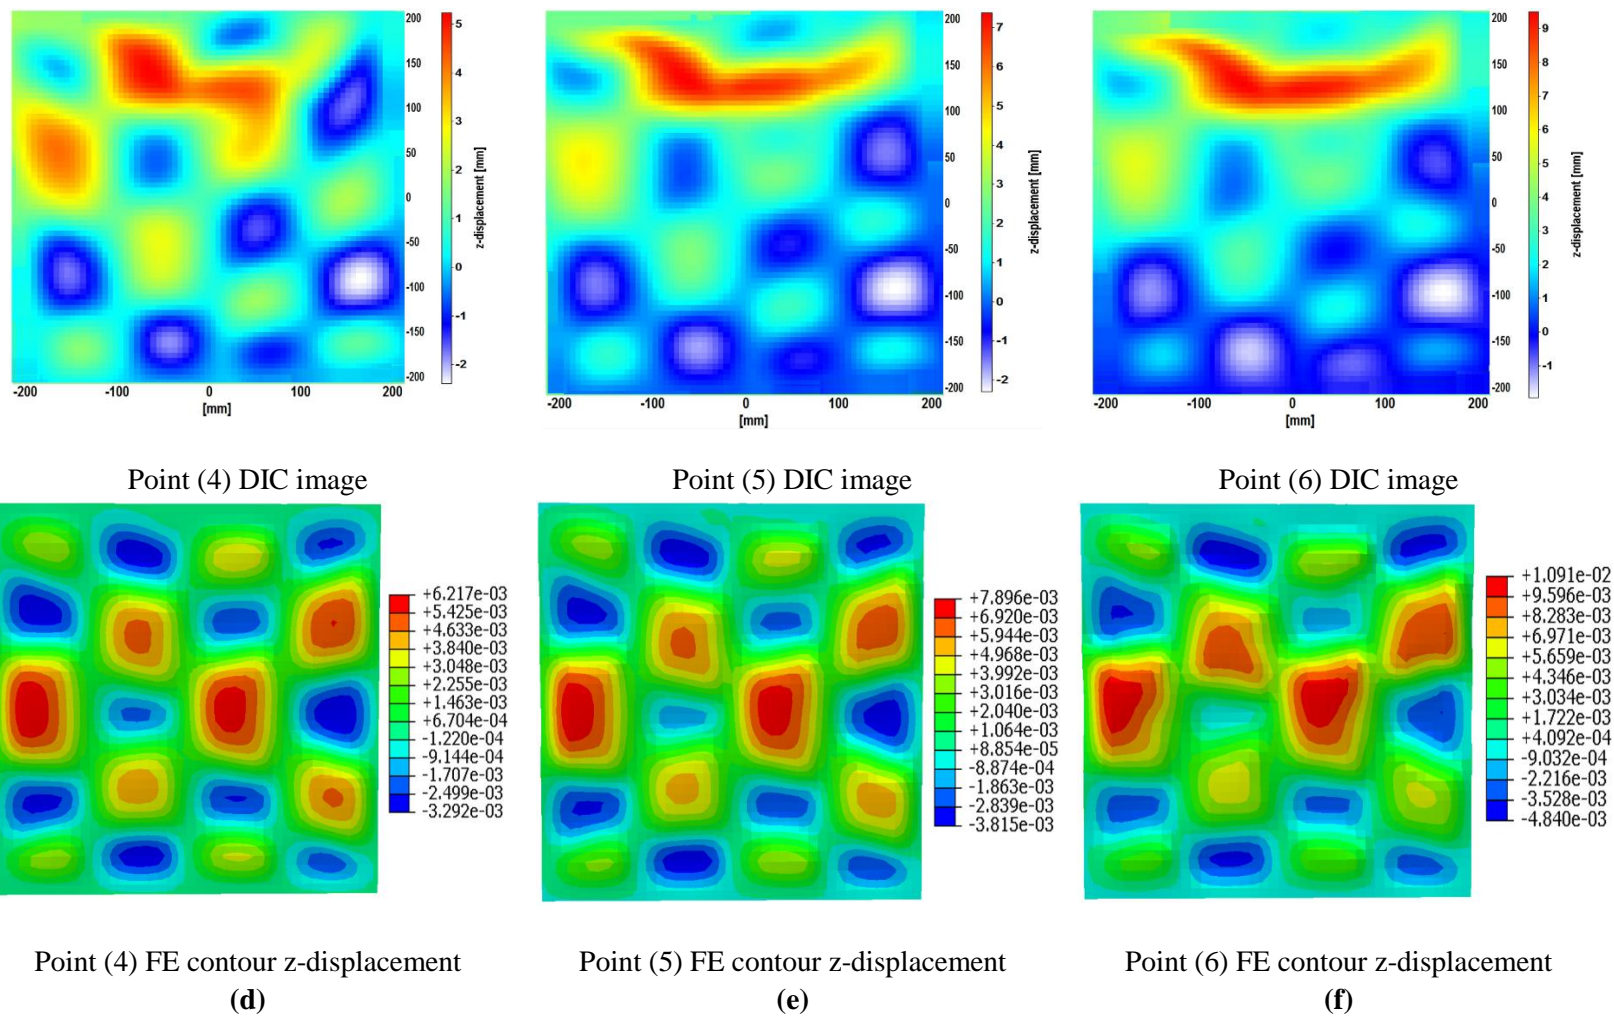 5
4
3
2
1
0
-1
-2
z-displacement [mm]
200
150
100
50
0
-50
-100
-150
-200
-200 -100 0 100 200
[mm]
7
6
5
4
3
2
1
0
-1
-2
z-displacement [mm]
200
150
100
50
0
-50
-100
-150
-200
-200 -100 0 100 200
[mm]
9
8
7
6
5
4
3
2
1
0
-1
z-displacement [mm]
200
150
100
50
0
-50
-100
-150
-200
-200 -100 0 100 200
[mm]
Point (4) DIC image
Point (5) DIC image
Point (6) DIC image
+6.217e-03
+5.425e-03
+4.633e-03
+3.840e-03
+3.048e-03
+2.255e-03
+1.463e-03
+6.704e-04
-1.220e-04
-9.144e-04
-1.707e-03
-2.499e-03
-3.292e-03
+7.896e-03
+6.920e-03
+5.944e-03
+4.968e-03
+3.992e-03
+3.016e-03
+2.040e-03
+1.064e-03
+8.854e-05
-8.874e-04
-1.863e-03
-2.839e-03
-3.815e-03
+1.091e-02
+9.596e-03
+8.283e-03
+6.971e-03
+5.659e-03
+4.346e-03
+3.034e-03
+1.722e-03
+4.092e-04
-9.032e-04
-2.216e-03
-3.528e-03
-4.840e-03
Point (4) FE contour z-displacement
(d)
Point (5) FE contour z-displacement
(e)
Point (6) FE contour z-displacement
(f)